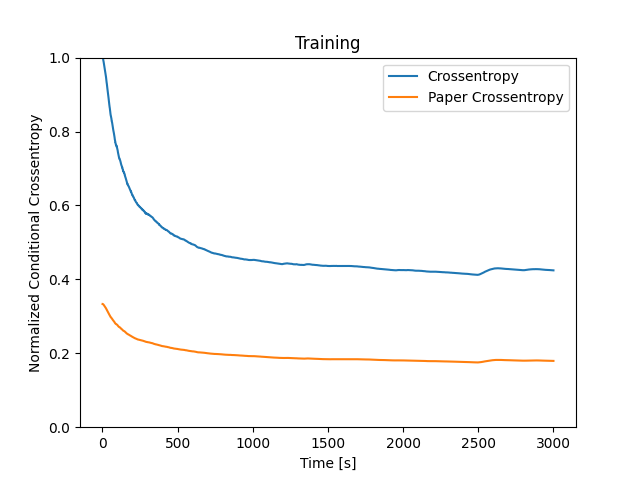 Training
Crossentropy
Paper Crossentropy
Normalized Conditional Crossentropy
1.0
0.8
0.6
0.4
0.2
0.0
0 500 1000 1500 2000 2500 3000
Time [s]